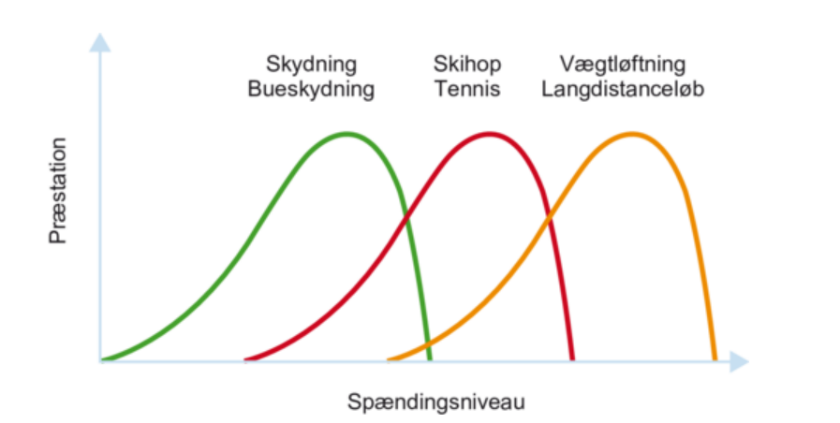 Skydning
Bueskydning
Skihop
Tennis
Vægtløftning
Langdistanceløb
Præstation
Spændingsniveau